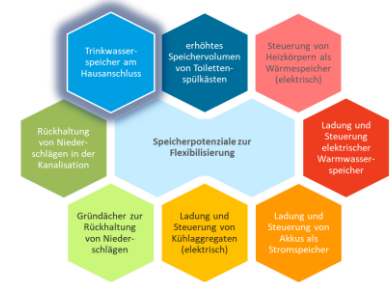 Trinkwasser-
speicher am
Hausanschluss
erhöhtes
Speichervolumen
von Toiletten-
spülkästen
Steuerung von
Heizkörpern als
Wärmespeicher
(elektrisch)
Rückhaltung
von Nieder-
schlägen in der
Kanalisation
Speicherpotenziale zur
Flexibilisierung
Ladung und
Steuerung
elektrischer
Warmwasser-
speicher
Gründächer zur
Rückhaltung
von Nieder-
schlägen
Ladung und
Steuerung von
Kühlaggregaten
(elektrisch)
Ladung und
Steuerung von
Akkus als
Stromspeicher